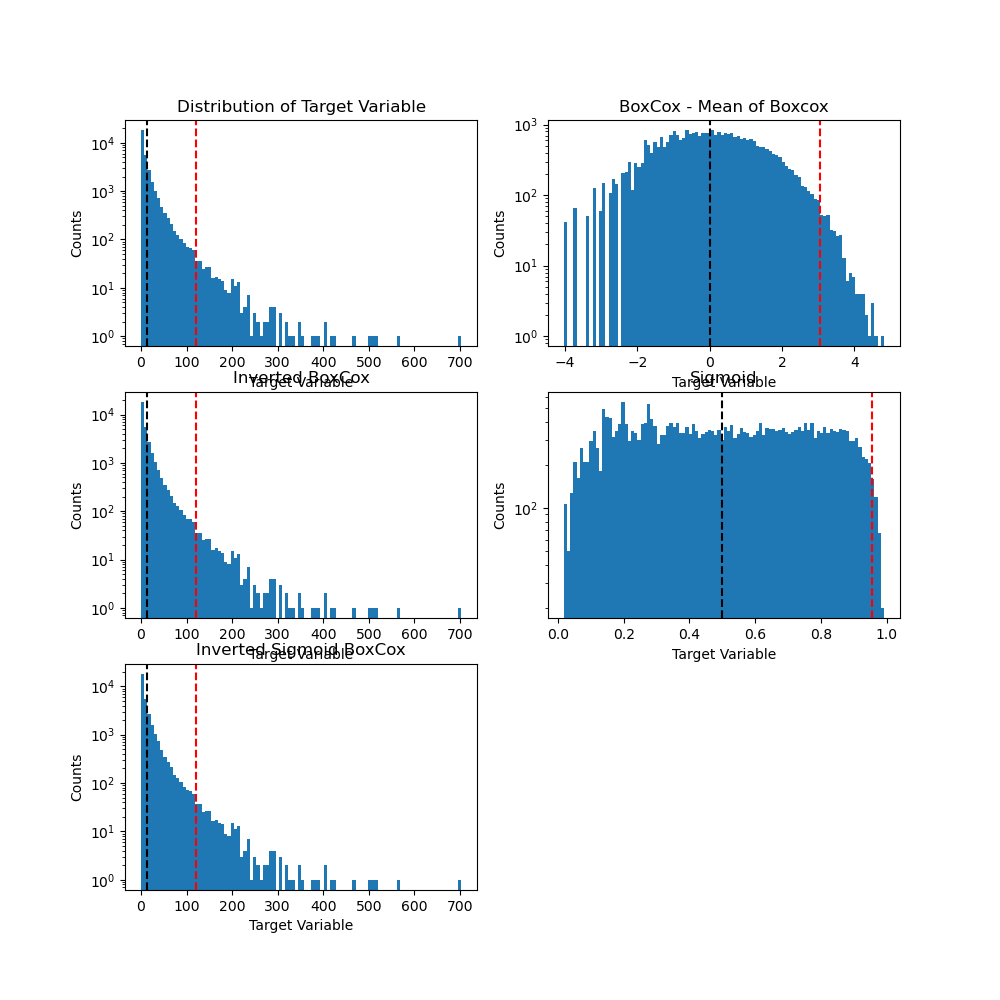 Distribution of Target Variable
Counts
10⁴
10³
10²
10¹
10⁰
0 100 200 300 400 500 600 700
Target Variable
BoxCox - Mean of Boxcox
Counts
10³
10²
10¹
10⁰
−4 −2 0 2 4
Target Variable
Inverted BoxCox
Counts
10⁴
10³
10²
10¹
10⁰
0 100 200 300 400 500 600 700
Target Variable
Sigmoid
Counts
10²
0.0 0.2 0.4 0.6 0.8 1.0
Target Variable
Inverted Sigmoid BoxCox
Counts
10⁴
10³
10²
10¹
10⁰
0 100 200 300 400 500 600 700
Target Variable